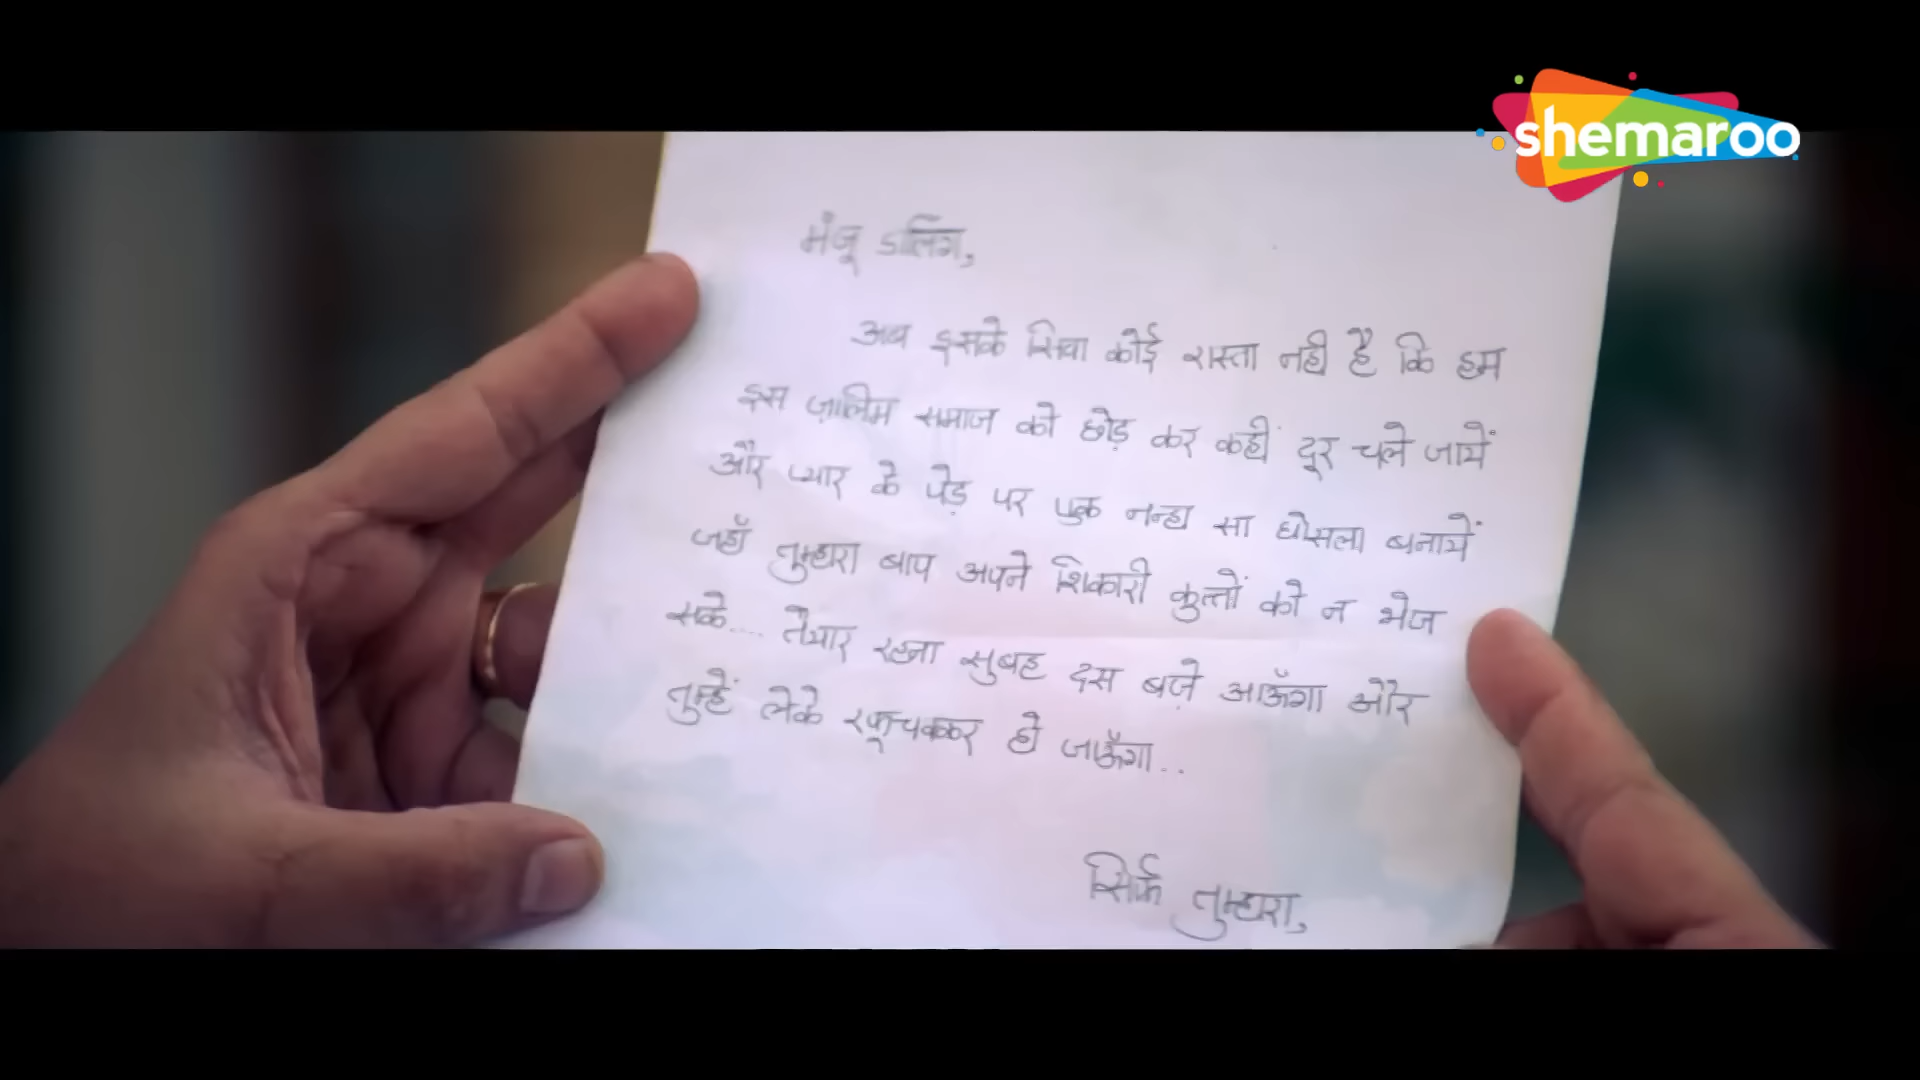 shemaroo
मंजू डार्लिंग,
अब इसके सिवा कोई रास्ता नही है कि हम
इस ज़ालिम समाज को छोड़ कर कहीं दूर चले जायें
और प्यार के पेड़ पर एक नन्हा सा घोसला बनायें
जहाँ तुम्हारा बाप अपने शिकारी कुत्तों को न भेज
सके.... तैयार रहना सुबह दस बजे़ आऊँगा और
तुम्हें लेके रफूचक्कर हो जाऊँगा..
सिर्फ तुम्हारा,